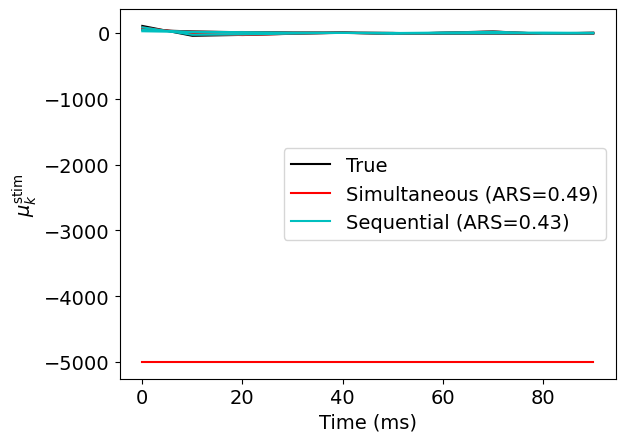 0
−1000
−2000
−3000
−4000
−5000
μ_k^stim
True
Simultaneous (ARS=0.49)
Sequential (ARS=0.43)
0 20 40 60 80
Time (ms)